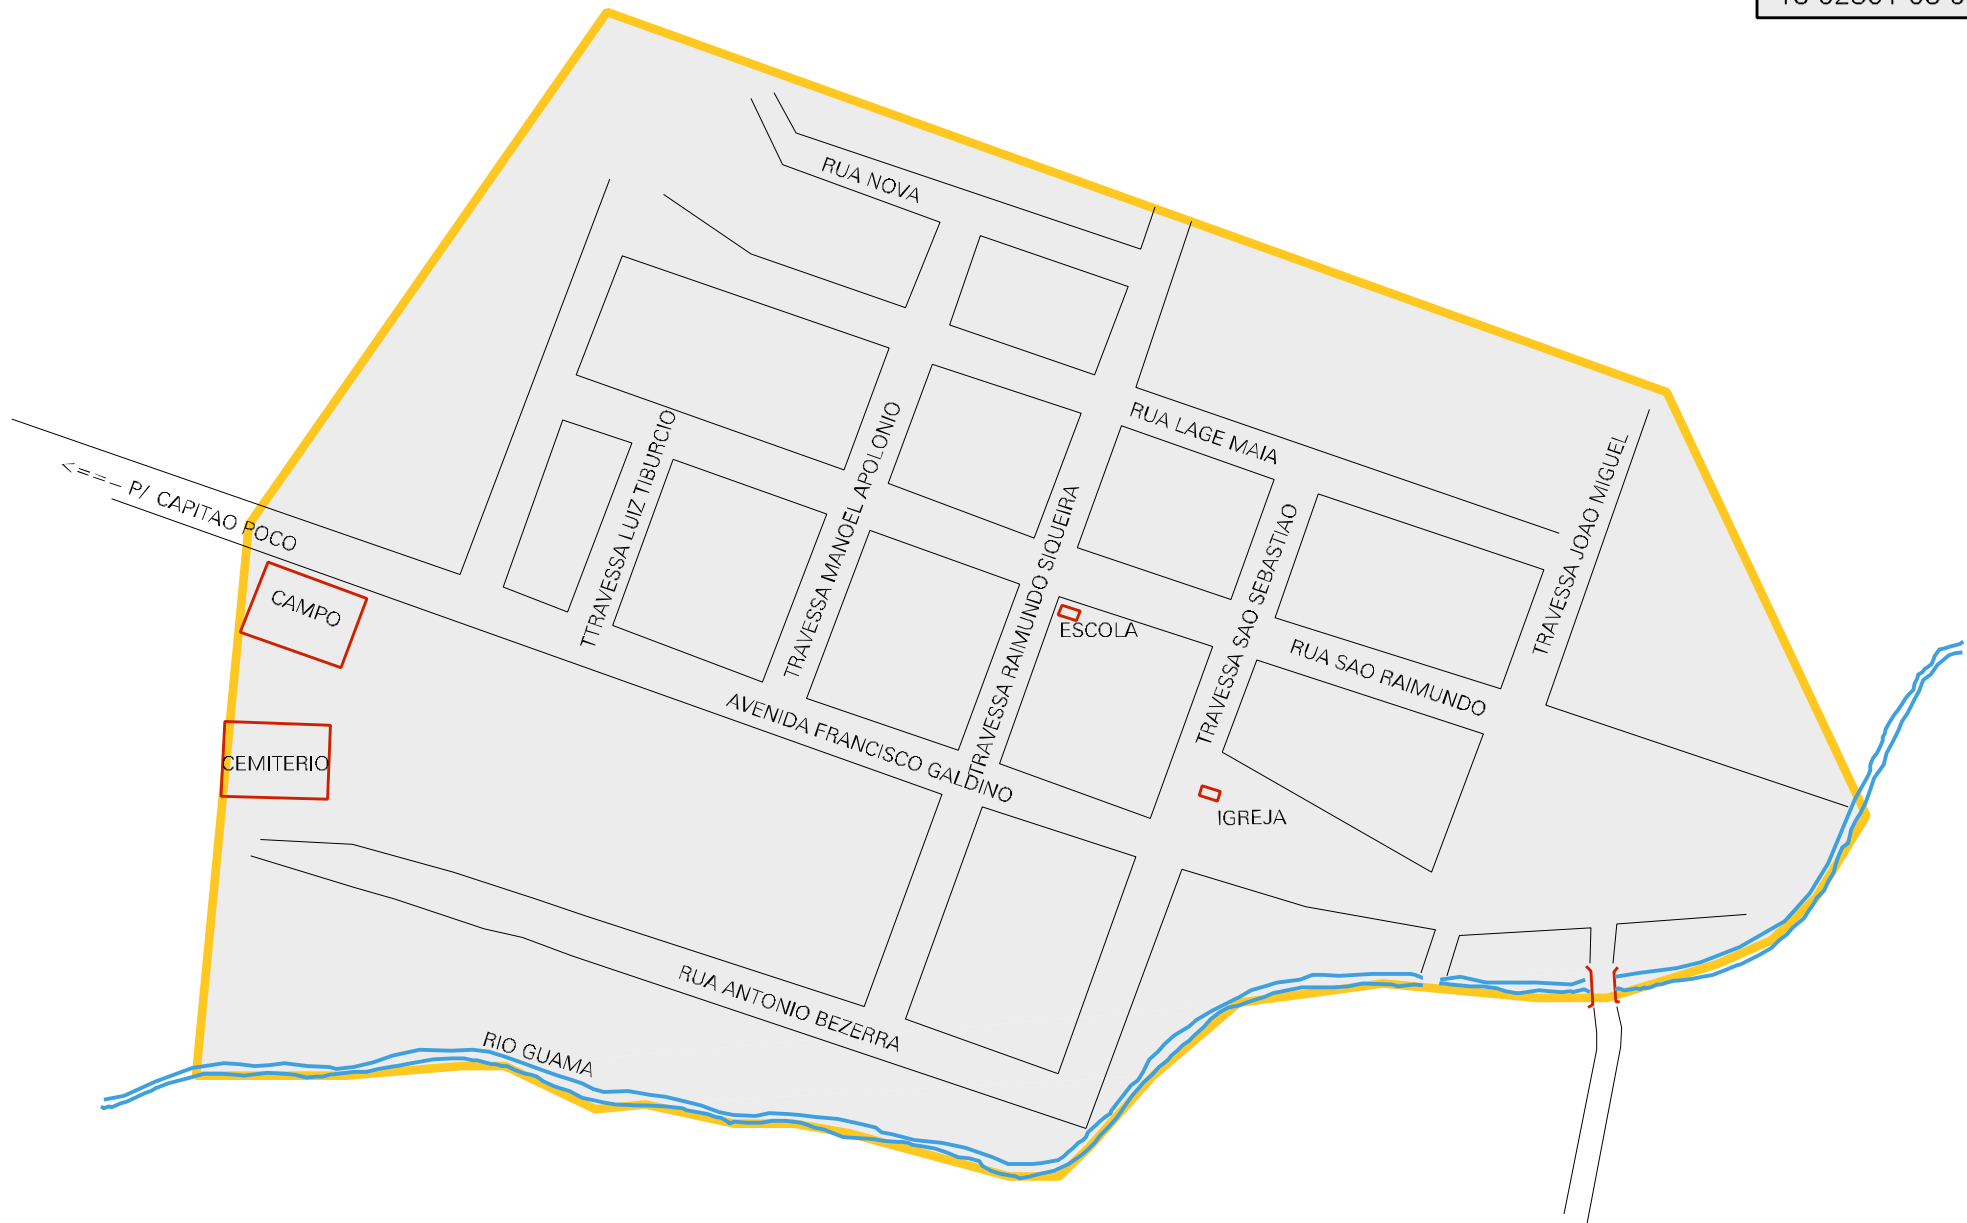 RUA NOVA
RUA LAGE MAIA
TRAVESSA JOAO MIGUEL
TTRAVESSA LUIZ TIBURCIO
TRAVESSA MANOEL APOLONIO
TRAVESSA RAIMUNDO SIQUEIRA
TRAVESSA SAO SEBASTIAO
<==- P/ CAPITAO POCO
CAMPO
ESCOLA
RUA SAO RAIMUNDO
AVENIDA FRANCISCO GALDINO
CEMITERIO
IGREJA
RUA ANTONIO BEZERRA
RIO GUAMA